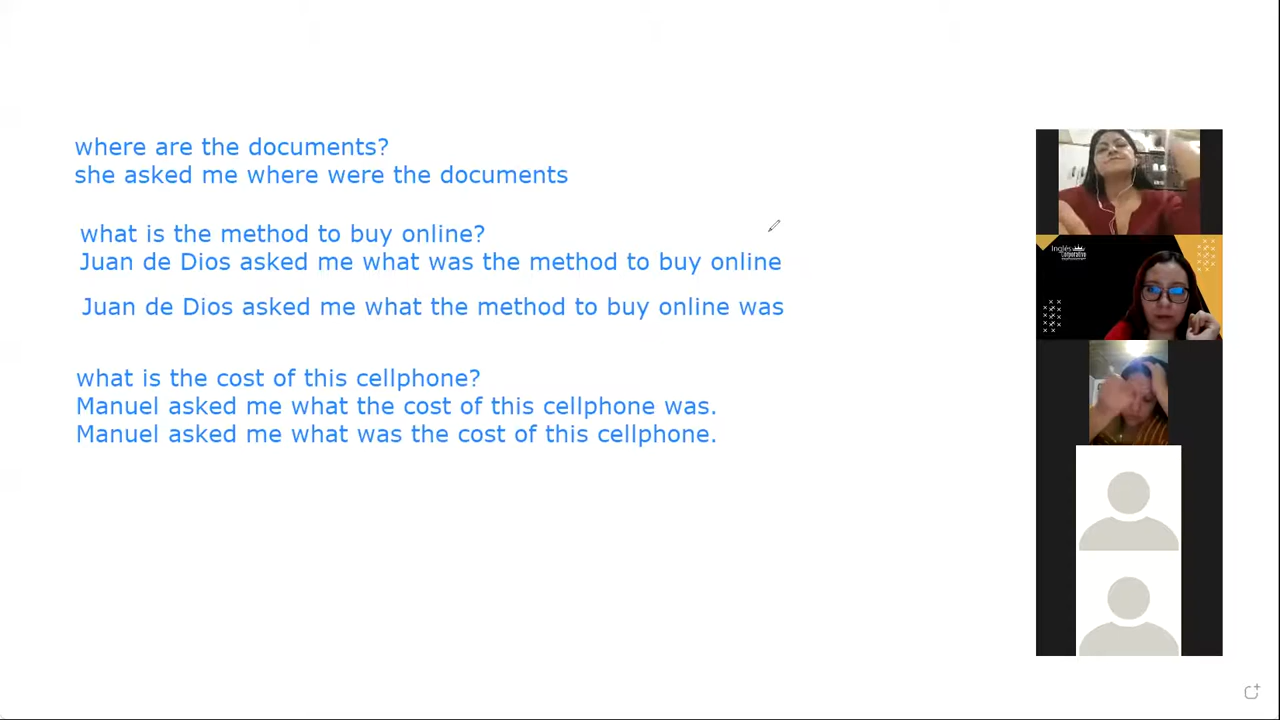 where are the documents?
she asked me where were the documents
what is the method to buy online?
Juan de Dios asked me what was the method to buy online
Juan de Dios asked me what the method to buy online was
what is the cost of this cellphone?
Manuel asked me what the cost of this cellphone was.
Manuel asked me what was the cost of this cellphone.
Inglés
Corporativo